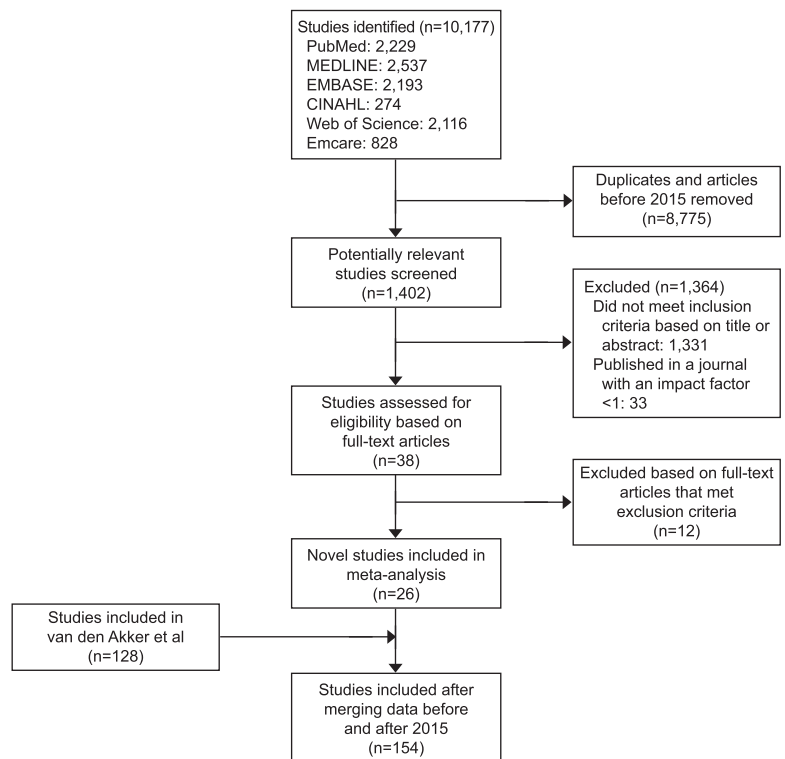 Studies identified (n=10,177)
PubMed: 2,229
MEDLINE: 2,537
EMBASE: 2,193
CINAHL: 274
Web of Science: 2,116
Emcare: 828
Duplicates and articles
before 2015 removed
(n=8,775)
Potentially relevant
studies screened
(n=1,402)
Excluded (n=1,364)
Did not meet inclusion
criteria based on title or
abstract: 1,331
Published in a journal
with an impact factor
<1: 33
Studies assessed for
eligibility based on
full-text articles
(n=38)
Excluded based on full-text
articles that met
exclusion criteria
(n=12)
Novel studies included in
meta-analysis
(n=26)
Studies included in
van den Akker et al
(n=128)
Studies included after
merging data before
and after 2015
(n=154)